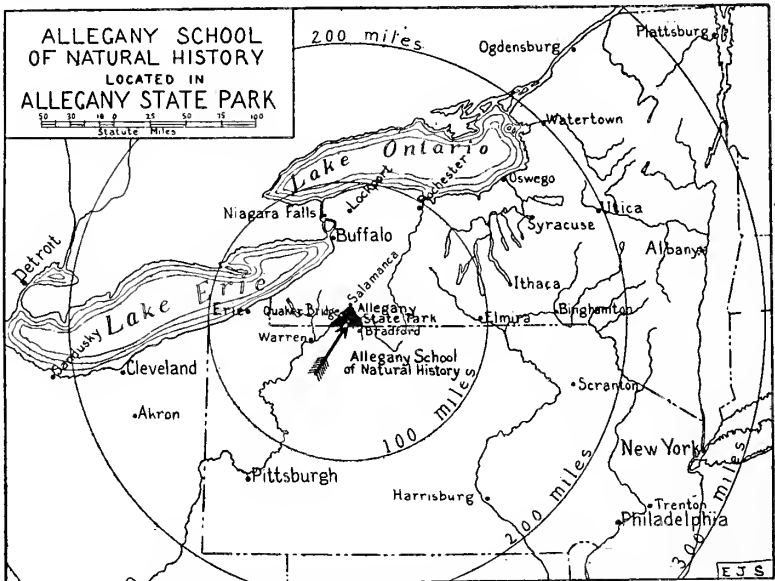 ALLEGANY SCHOOL
OF NATURAL HISTORY
LOCATED IN
ALLEGANY STATE PARK
50 30 10 0 25 50 75 100
Statute Miles
200 miles
Ogdensburg
Plattsburg
Watertown
Lake Ontario
Oswego
Rochester
Lockport
Niagara Falls
Utica
Syracuse
Buffalo
Albany
Detroit
Salamanca
Ithaca
Lake Erie
Erie
Quaker Bridge
Allegany
State Park
Elmira
Binghamton
Bradford
Warren
Sandusky
Allegany School
of Natural History
Cleveland
Scranton
Akron
100 miles
New York
Pittsburgh
Harrisburg
200 miles
Trenton
Philadelphia
300 miles
EJS